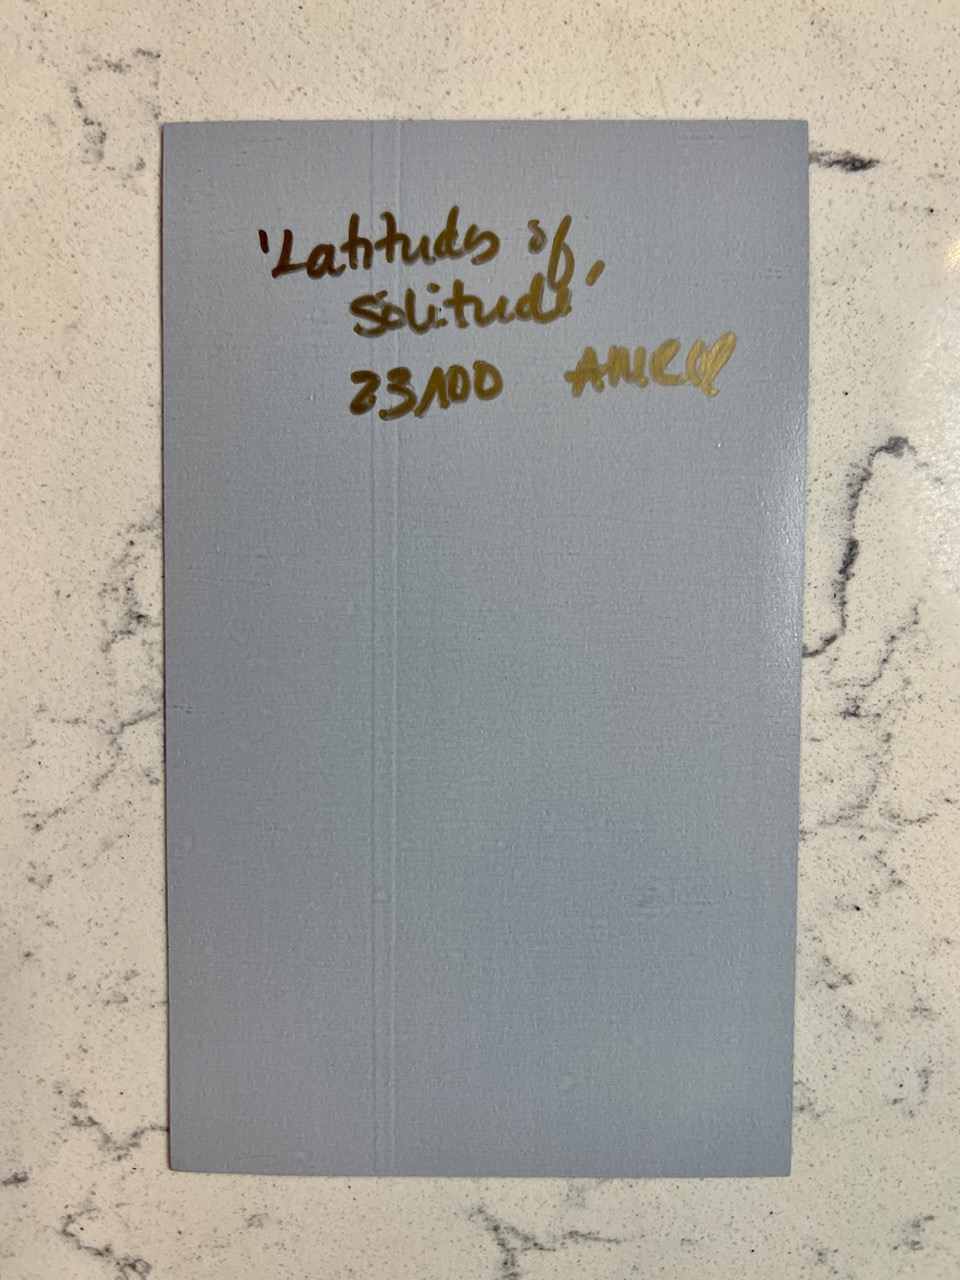 'Latitudes of
Solitude'
23/100